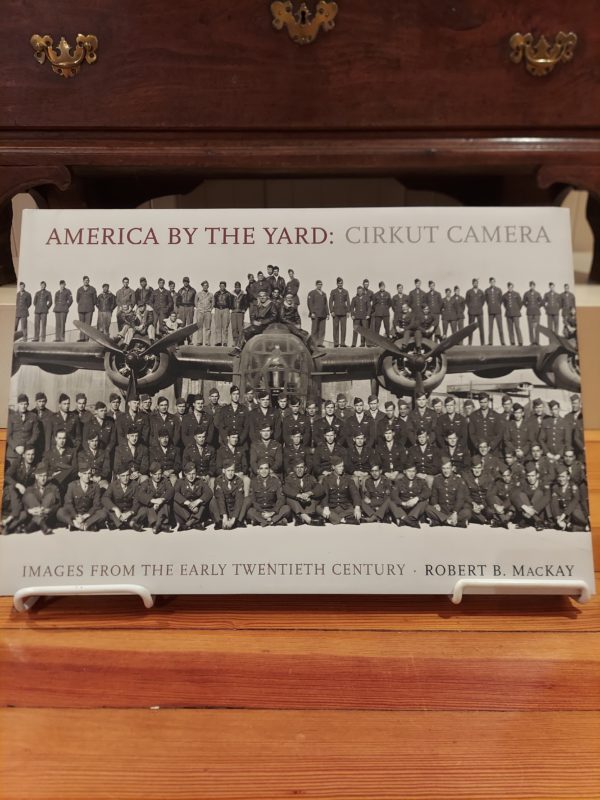 AMERICA BY THE YARD: CIRKUT CAMERA
IMAGES FROM THE EARLY TWENTIETH CENTURY · ROBERT B. MACKAY